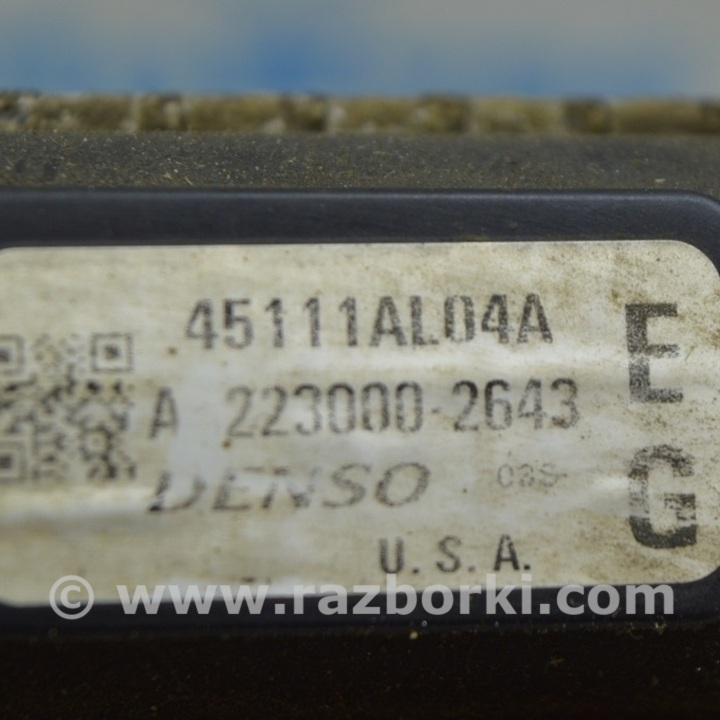 45111AL04A
A 223000-2643
DENSO
U.S.A.
E
G
© www.razborki.com